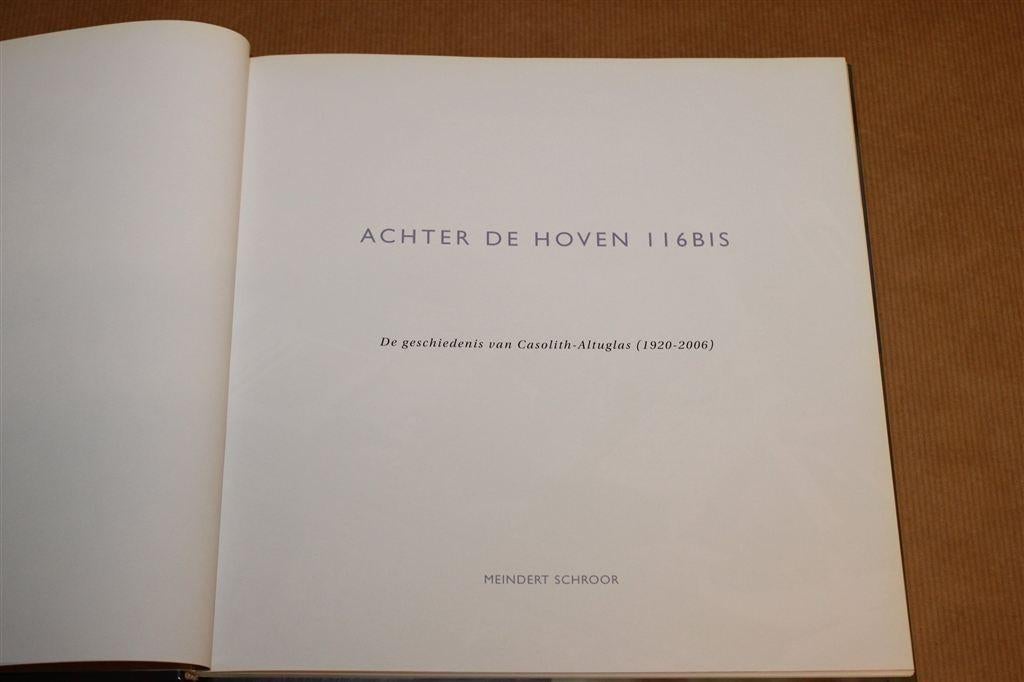 ACHTER DE HOVEN 116BIS
De geschiedenis van Casolith-Altuglas (1920-2006)
MEINDERT SCHROOR